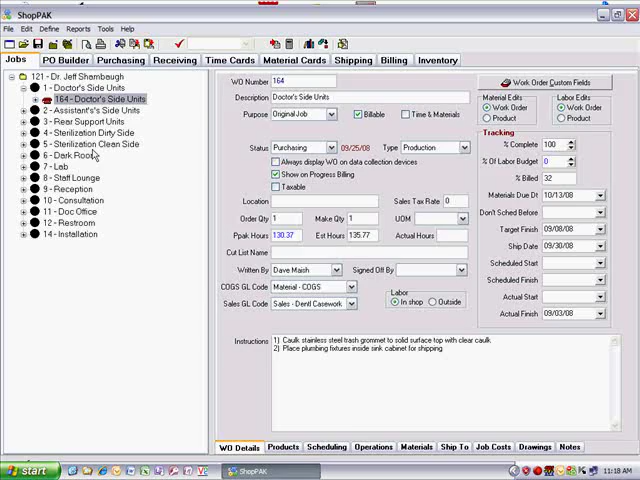 ShopPAK
File Edit Define Reports Tools Help
Jobs PO Builder Purchasing Receiving Time Cards Material Cards Shipping Billing Inventory
121 - Dr. Jeff Shambaugh
1 - Doctor's Side Units
164 - Doctor's Side Units
2 - Assistants's Side Units
3 - Rear Support Units
4 - Sterilization Dirty Side
5 - Sterilization Clean Side
6 - Dark Room
7 - Lab
8 - Staff Lounge
9 - Reception
10 - Consultation
11 - Doc Office
12 - Restroom
14 - Installation
WO Number 164
Description Doctor's Side Units
Purpose Original Job Billable Time & Materials
Status Purchasing 09/25/08 Type Production
Always display WO on data collection devices
Show on Progress Billing
Taxable
Location Sales Tax Rate 0
Order Qty 1 Make Qty 1 UOM
Ppak Hours 130.37 Est Hours 135.77 Actual Hours
Cut List Name
Written By Dave Maish Signed Off By
COGS GL Code Material - COGS
Sales GL Code Sales - Dentl Casework
Labor
In shop Outside
Work Order Custom Fields
Material Edits Labor Edits
Work Order Work Order
Product Product
Tracking
% Complete 100
% Of Labor Budget 0
% Billed 32
Materials Due Dt 10/13/08
Don't Sched Before
Target Finish 09/08/08
Ship Date 09/30/08
Scheduled Start
Scheduled Finish
Actual Start
Actual Finish 09/03/08
Instructions 1) Caulk stainless steel trash grommet to solid surface top with clear caulk
2) Place plumbing fixtures inside sink cabinet for shipping
WO Details Products Scheduling Operations Materials Ship To Job Costs Drawings Notes
start ShopPAK 11:18 AM